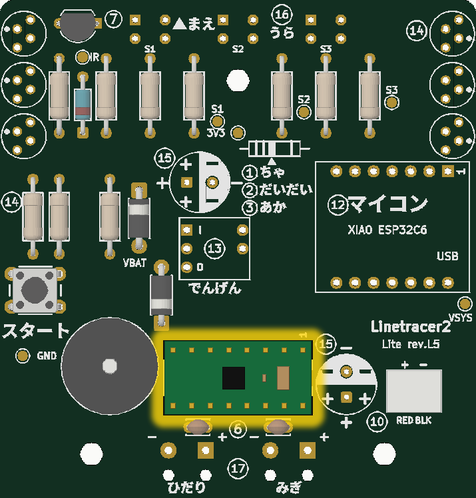 ⑦
▲まえ
⑯
うら
⑭
IR
S1
S2
S3
S1
S2
S3
3V3
⑮
①ちゃ
②だいだい
③あか
1
⑫マイコン
XIAO ESP32C6
USB
⑭
I
⑬
O
でんげん
VBAT
VSYS
スタート
GND
Linetracer2
Lite rev.L5
1
⑮
⑥
⑩
RED BLK
⑰
ひだり
みぎ